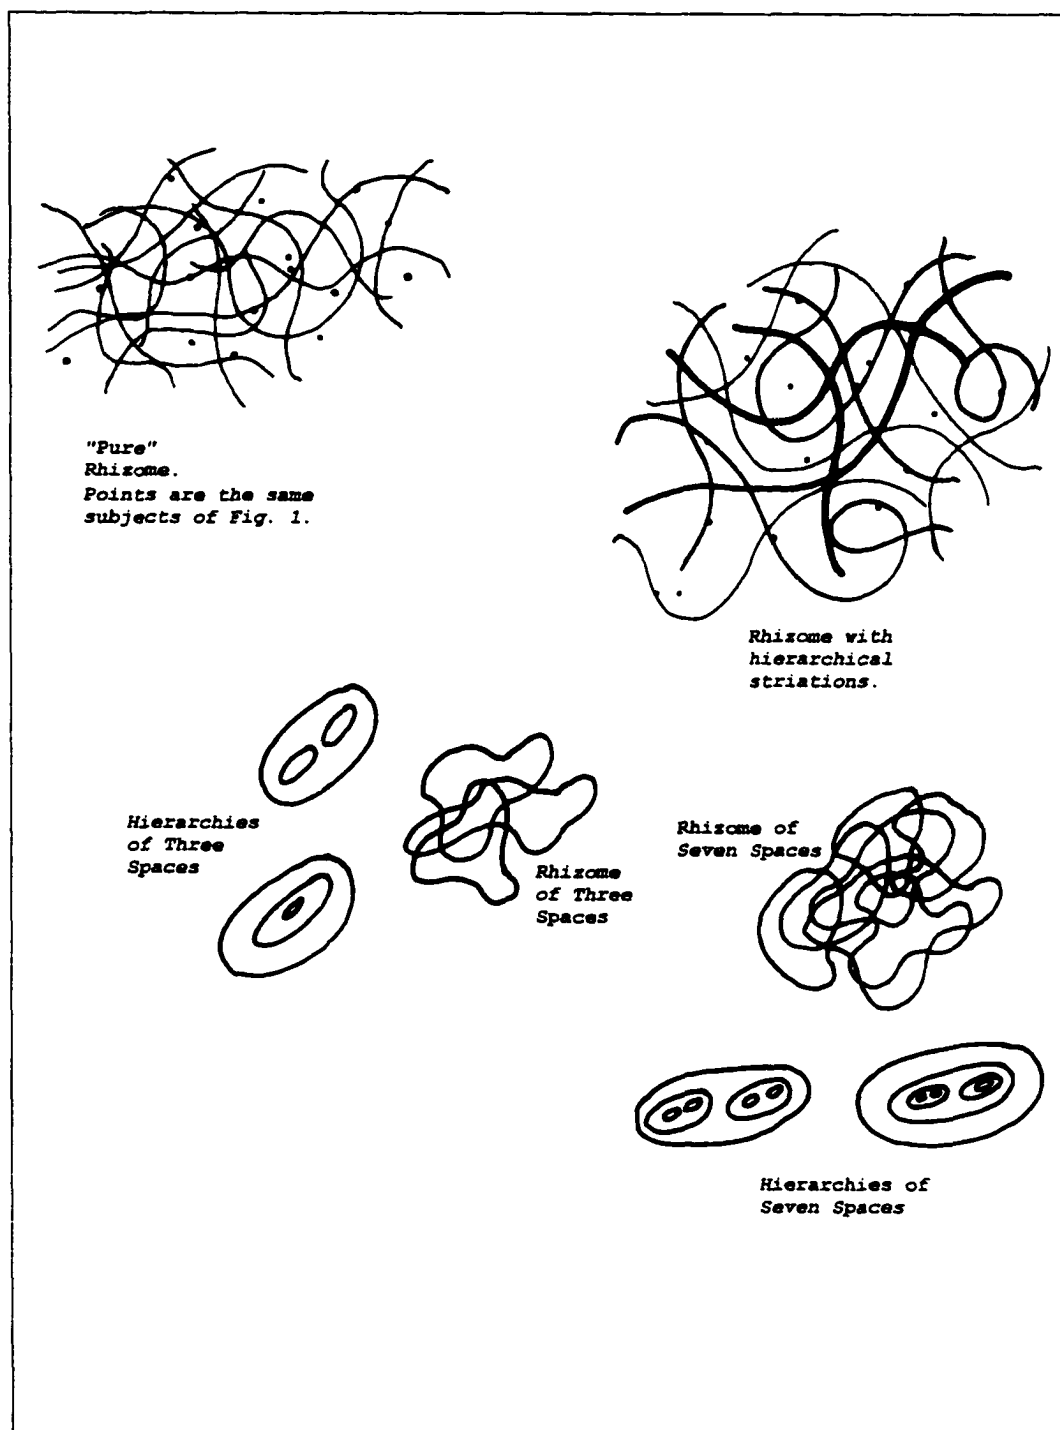 "Pure"
Rhizome.
Points are the same
subjects of Fig. 1.
Rhizome with
hierarchical
striations.
Hierarchies
of Three
Spaces
Rhizome
of Three
Spaces
Rhizome of
Seven Spaces
Hierarchies of
Seven Spaces